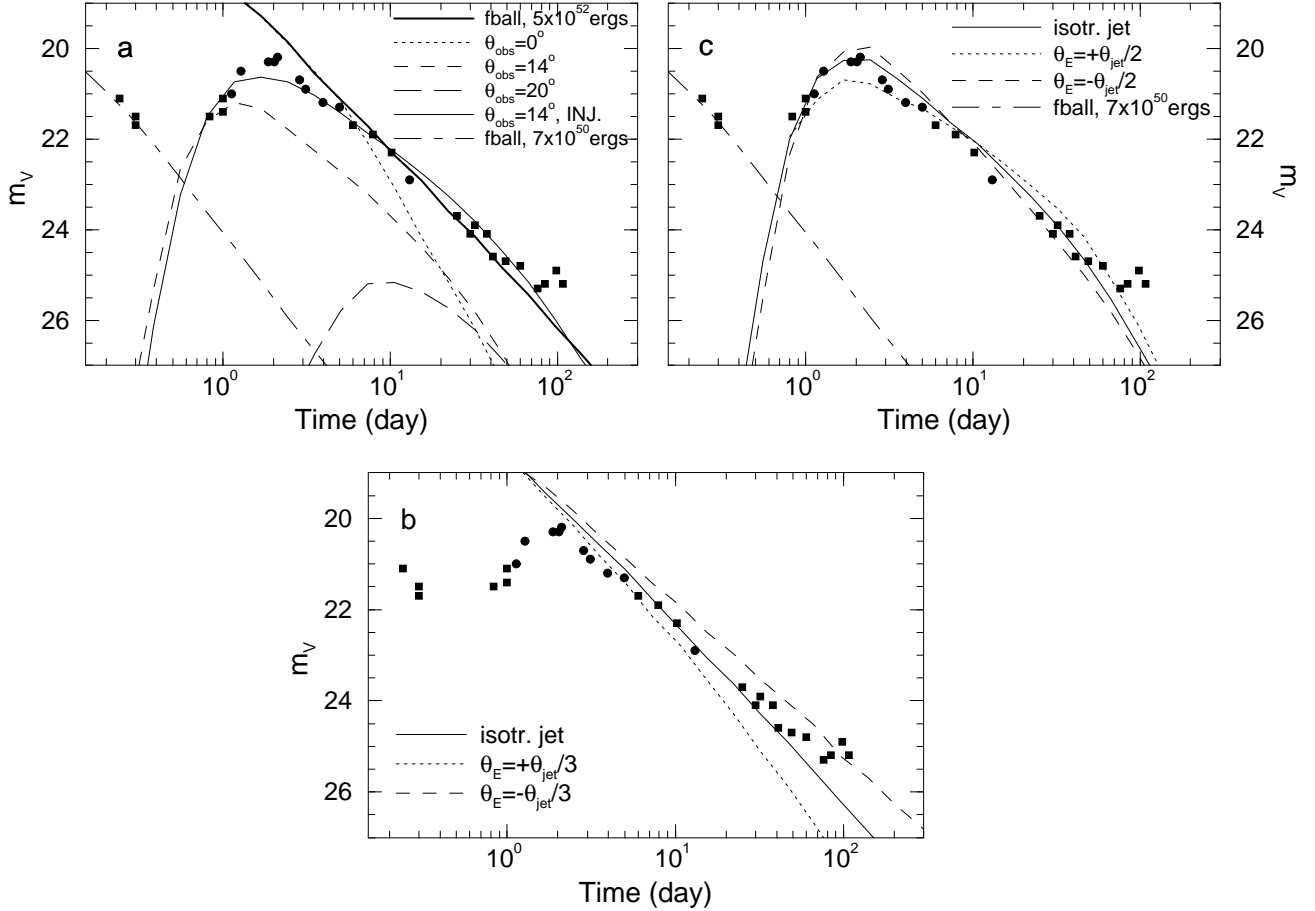 a
fball, 5x10^52 ergs
θ_obs=0°
θ_obs=14°
θ_obs=20°
θ_obs=14°, INJ.
fball, 7x10^50 ergs
20
22
24
26
m_V
10^0 10^1 10^2
Time (day)
c
isotr. jet
θ_E=+θ_jet/2
θ_E=-θ_jet/2
fball, 7x10^50 ergs
20
22
24
26
m_V
10^0 10^1 10^2
Time (day)
b
20
22
24
26
m_V
isotr. jet
θ_E=+θ_jet/3
θ_E=-θ_jet/3
10^0 10^1 10^2
Time (day)